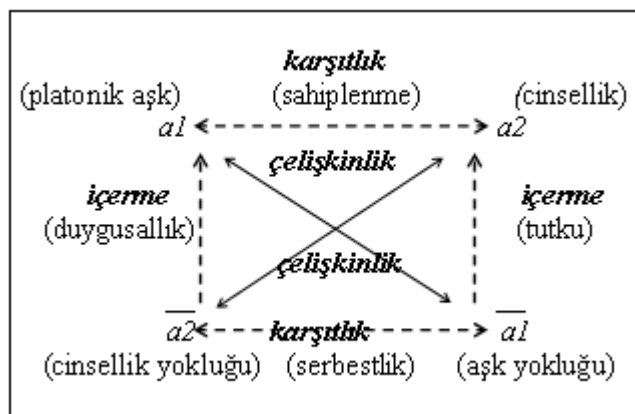 karşıtlık
(platonik aşk) (sahiplenme) (cinsellik)
a1 a2
çelişkinlik
içerme içerme
(duygusallık) (tutku)
çelişkinlik
a2 karşıtlık a1
(cinsellik yokluğu) (serbestlik) (aşk yokluğu)